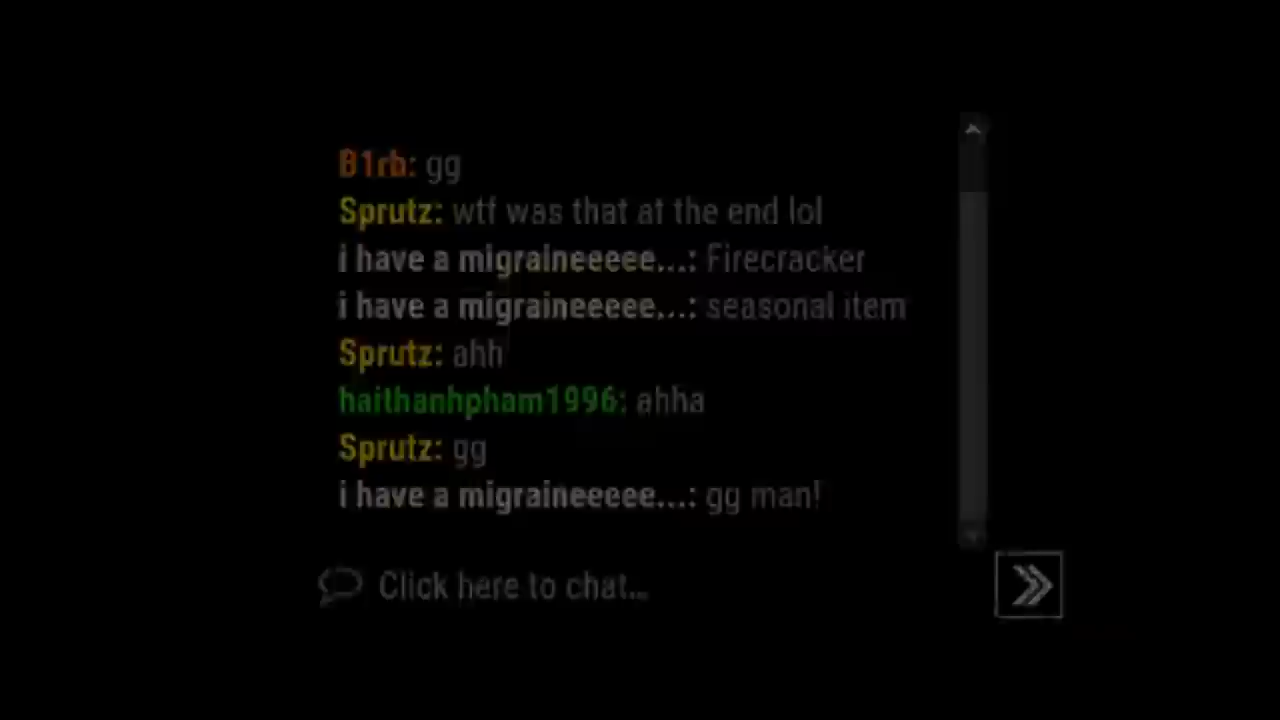 B1rb: gg
Sprutz: wtf was that at the end lol
i have a migraineeeee...: Firecracker
i have a migraineeeee...: seasonal item
Sprutz: ahh
haithanhpham1996: ahha
Sprutz: gg
i have a migraineeeee...: gg man!
Click here to chat...